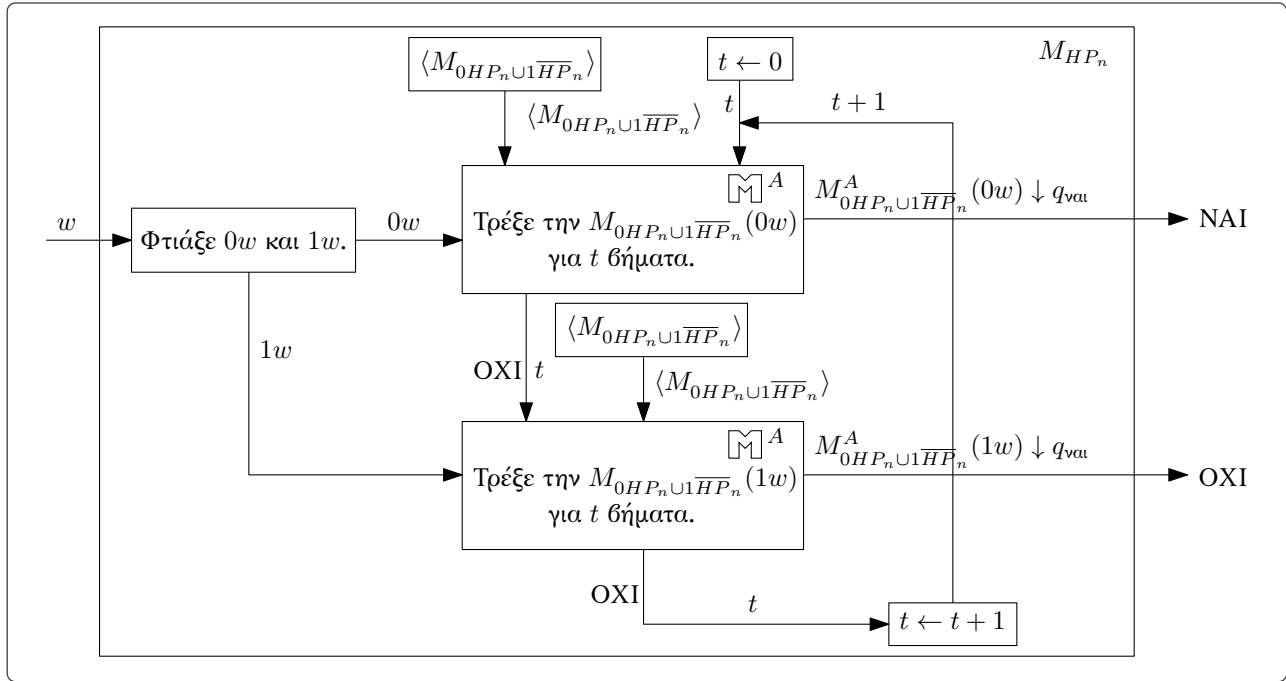 ⟨M_{0HP_n∪1\overline{HP}_n}⟩
t ← 0
M_{HP_n}
t
t + 1
⟨M_{0HP_n∪1\overline{HP}_n}⟩
𝕄^A
M^A_{0HP_n∪1\overline{HP}_n}(0w) ↓ q_{ναι}
w
Φτιάξε 0w και 1w.
0w
Τρέξε την M_{0HP_n∪1\overline{HP}_n}(0w)
για t βήματα.
ΝΑΙ
⟨M_{0HP_n∪1\overline{HP}_n}⟩
1w
ΟΧΙ
t
⟨M_{0HP_n∪1\overline{HP}_n}⟩
𝕄^A
M^A_{0HP_n∪1\overline{HP}_n}(1w) ↓ q_{ναι}
Τρέξε την M_{0HP_n∪1\overline{HP}_n}(1w)
για t βήματα.
ΟΧΙ
ΟΧΙ
t
t ← t + 1